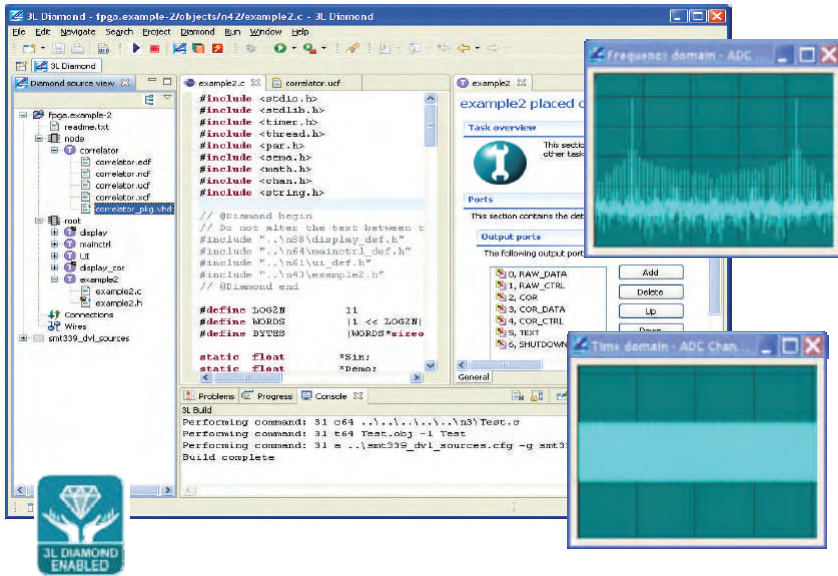 3L Diamond - fpga.example-2/objects/n42/example2.c - 3L Diamond
File Edit Navigate Search Project Diamond Run Window Help
3L Diamond
Diamond source view
fpga.example-2
readme.txt
node
correlator
correlator.edf
correlator.ncf
correlator.ucf
correlator.xcf
correlator_pkg.vhd
root
display
mainctrl
UI
display_cor
example2
example2.c
example2.h
Connections
Wires
smt339_dvl_sources
example2.c
correlator.ucf
#include <stdio.h>
#include <stdlib.h>
#include <timer.h>
#include <thread.h>
#include <par.h>
#include <sema.h>
#include <math.h>
#include <chan.h>
#include <string.h>
// @Diamond begin
// Do not alter the text between t
#include "..\n88\display_def.h"
#include "..\n64\mainctrl_def.h"
#include "..\n61\ui_def.h"
#include "..\n43\example2.h"
// @Diamond end
#define LOGZN 11
#define WORDS (1 << LOGZN)
#define BYTES (WORDS*sizeo
static float *Sin;
static float *Demo;
example2
example2 placed o
Task overview
This sectio
other task
Ports
This section contains the det
Output ports
The following output port
0, RAW_DATA
1, RAW_CTRL
2, COR
3, COR_DATA
4, COR_CTRL
5, TEXT
6, SHUTDOWN
Add
Delete
Up
Down
General
Problems Progress Console
3L Build
Performing command: 3l c64 ..\..\..\..\..\n3\Test.c
Performing command: 3l t64 Test.obj -l Test
Performing command: 3l a ..\smt339_dvl_sources.cfg -g smt33
Build complete
Frequency domain - ADC ...
Time domain - ADC Chan...
3L DIAMOND
ENABLED